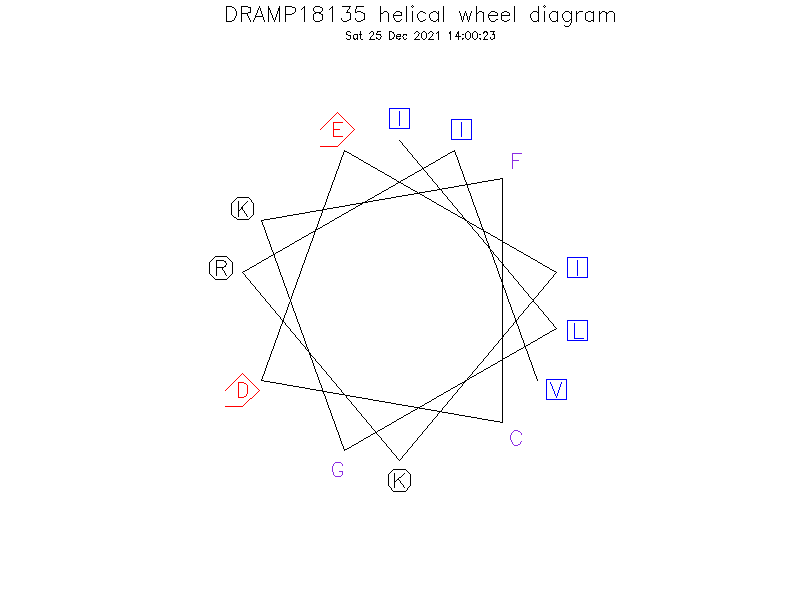 DRAMP18135 helical wheel diagram
Sat 25 Dec 2021 14:00:23
I
E
I
F
K
R
I
L
D
V
C
G
K